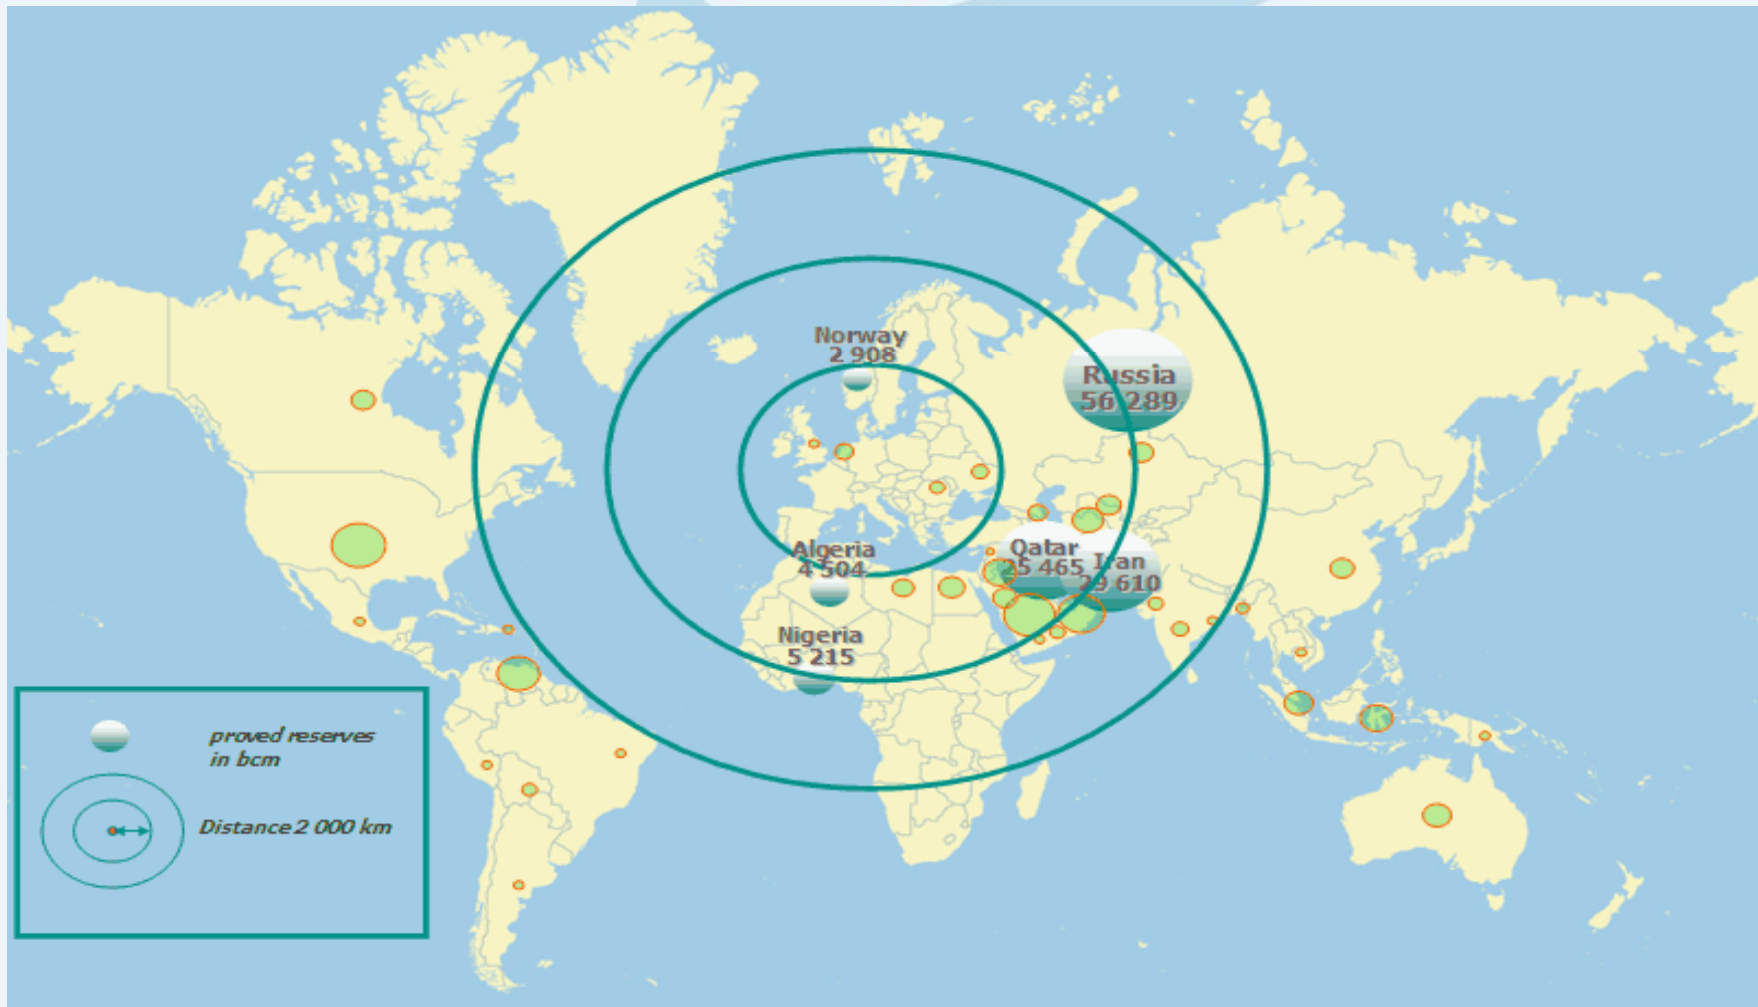 Norway
2 908
Russia
56 289
Algeria
4 504
Qatar
25 465
Iran
29 610
Nigeria
5 215
proved reserves
in bcm
Distance 2 000 km